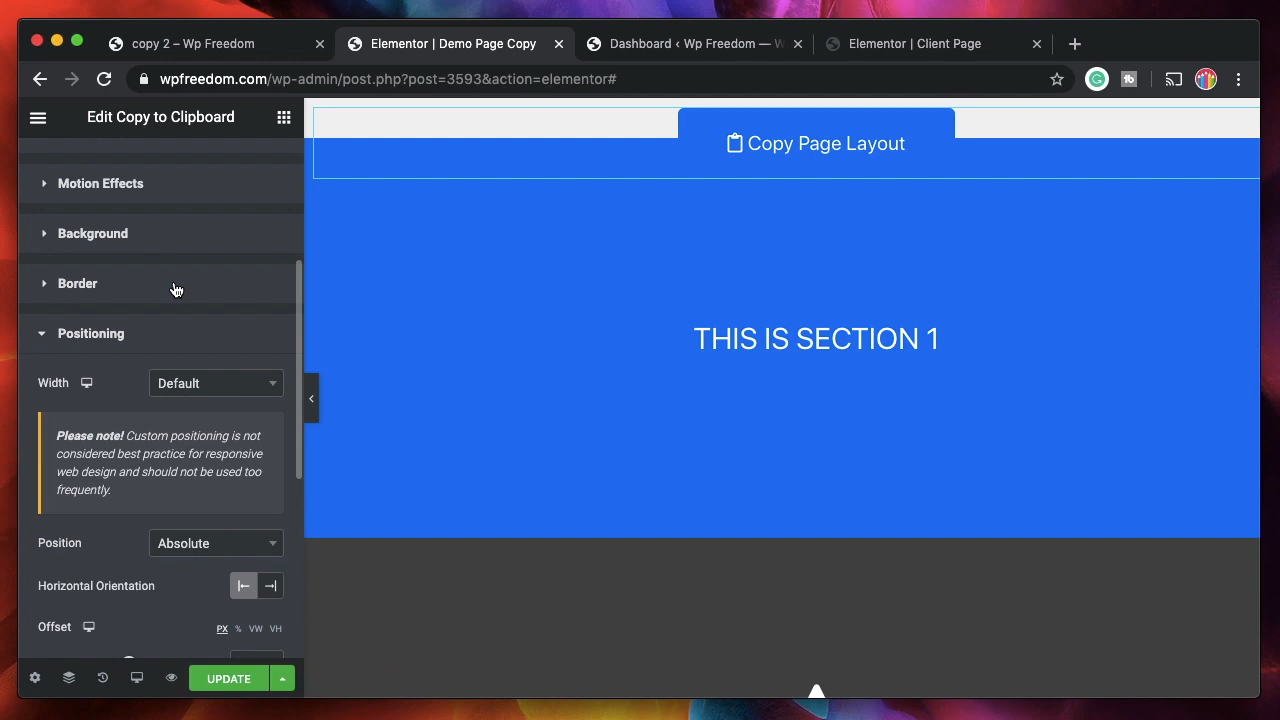 copy 2 – Wp Freedom
Elementor | Demo Page Copy
Dashboard ‹ Wp Freedom — W
Elementor | Client Page
wpfreedom.com/wp-admin/post.php?post=3593&action=elementor#
Edit Copy to Clipboard
Copy Page Layout
Motion Effects
Background
Border
THIS IS SECTION 1
Positioning
Width
Default
Please note! Custom positioning is not
considered best practice for responsive
web design and should not be used too
frequently.
Position
Absolute
Horizontal Orientation
Offset
PX % VW VH
UPDATE